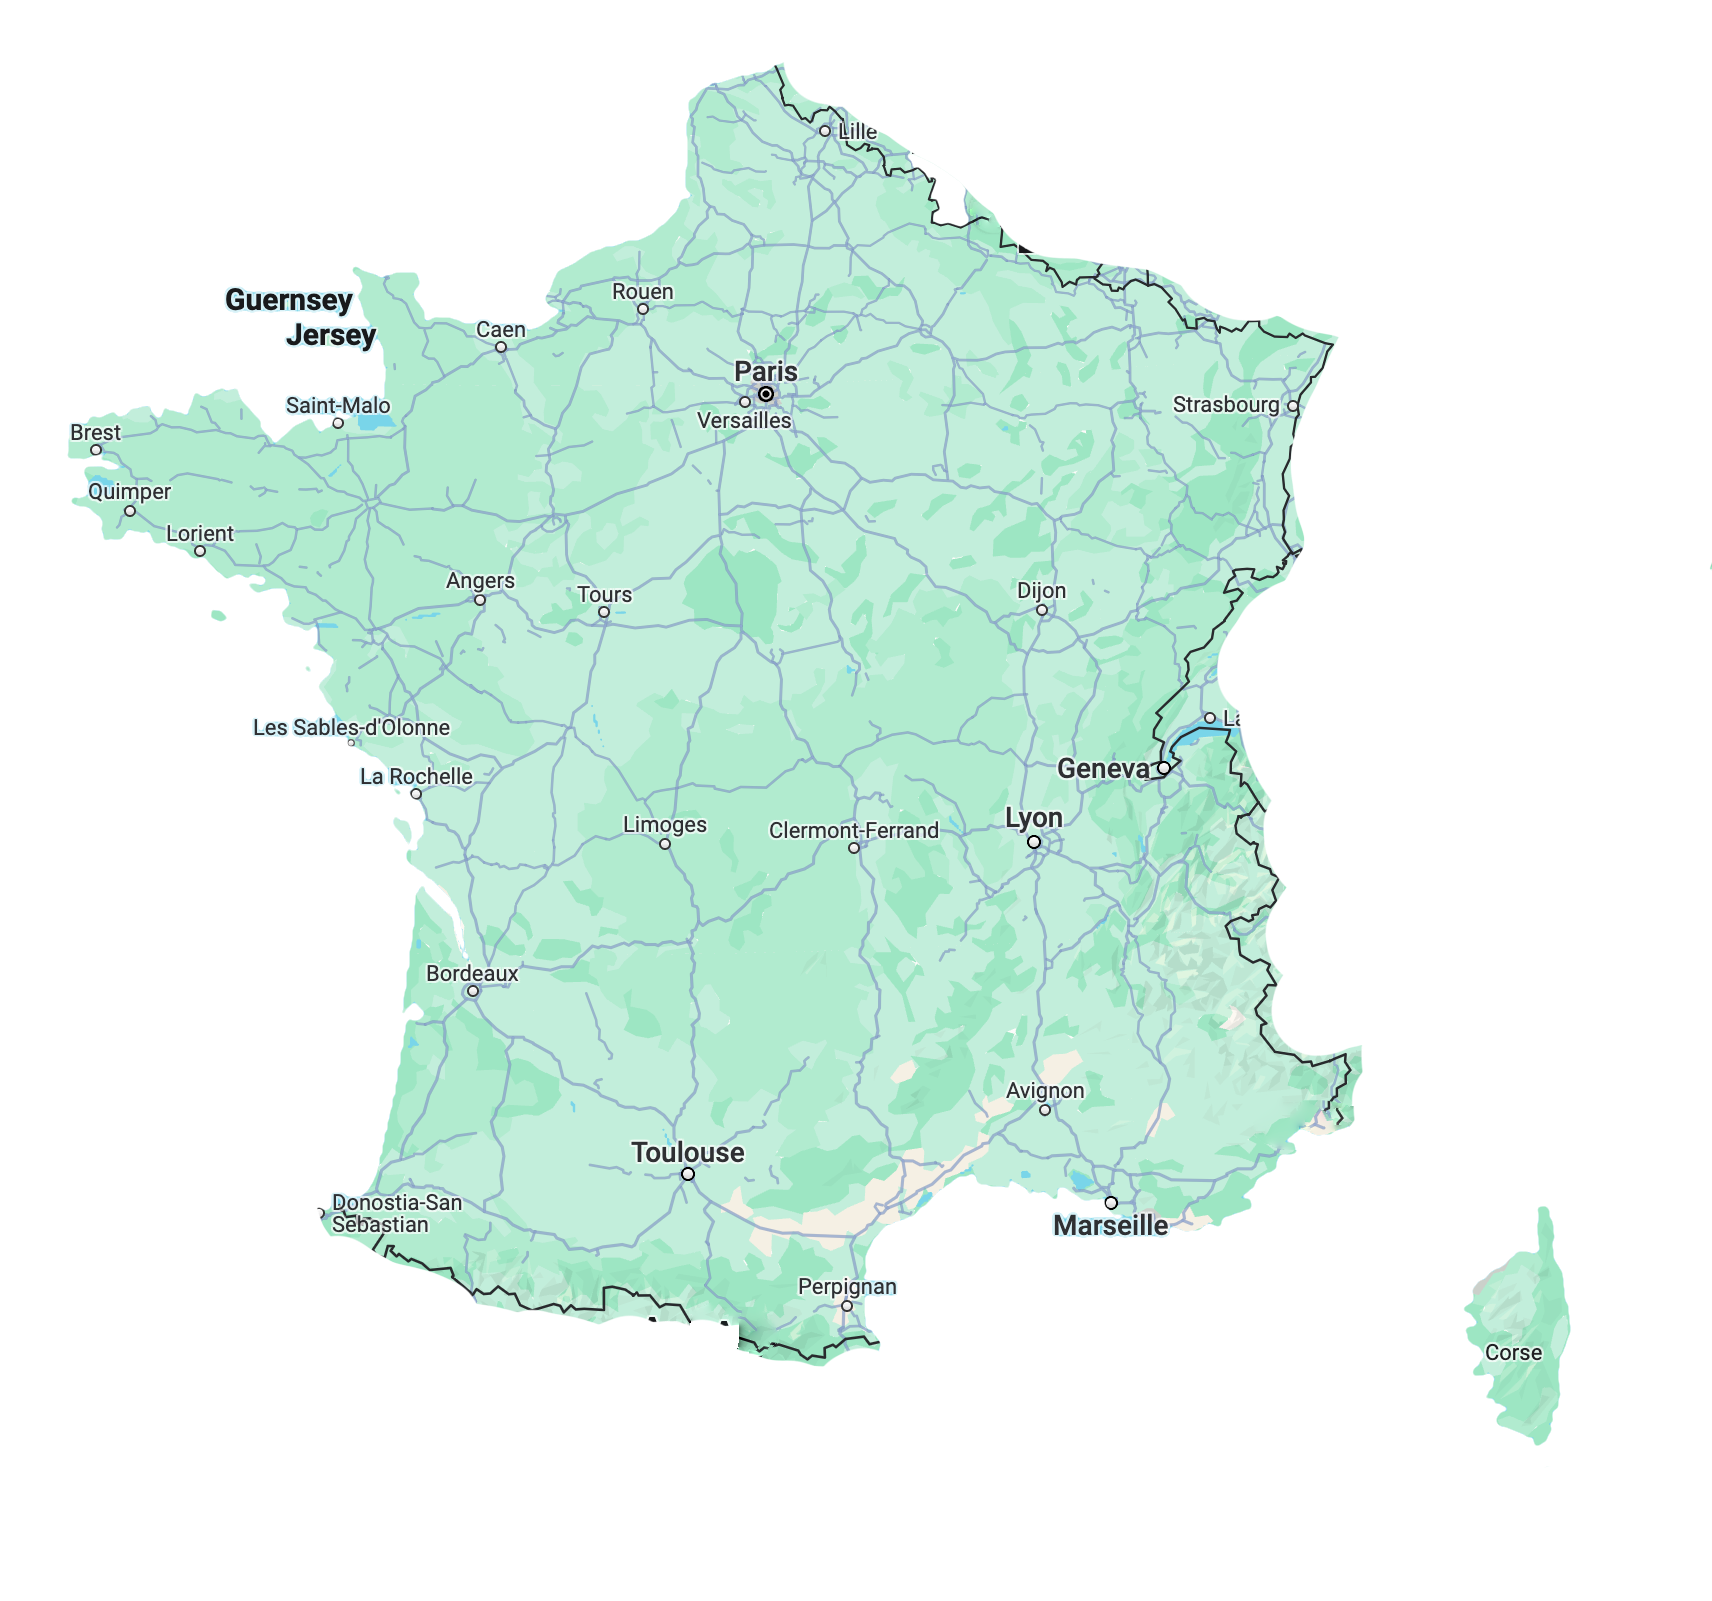 Lille
Guernsey
Rouen
Jersey
Caen
Paris
Saint-Malo
Strasbourg
Versailles
Brest
Quimper
Lorient
Angers
Tours
Dijon
La
Les Sables-d'Olonne
Geneva
La Rochelle
Lyon
Limoges
Clermont-Ferrand
Bordeaux
Avignon
Toulouse
Donostia-San
Sebastian
Marseille
Perpignan
Corse